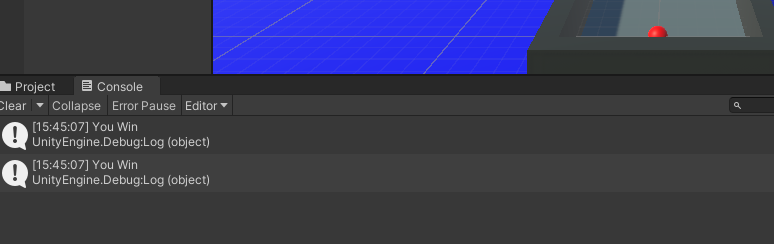 Project
Console
Clear
Collapse
Error Pause
Editor
[15:45:07] You Win
UnityEngine.Debug:Log (object)
[15:45:07] You Win
UnityEngine.Debug:Log (object)